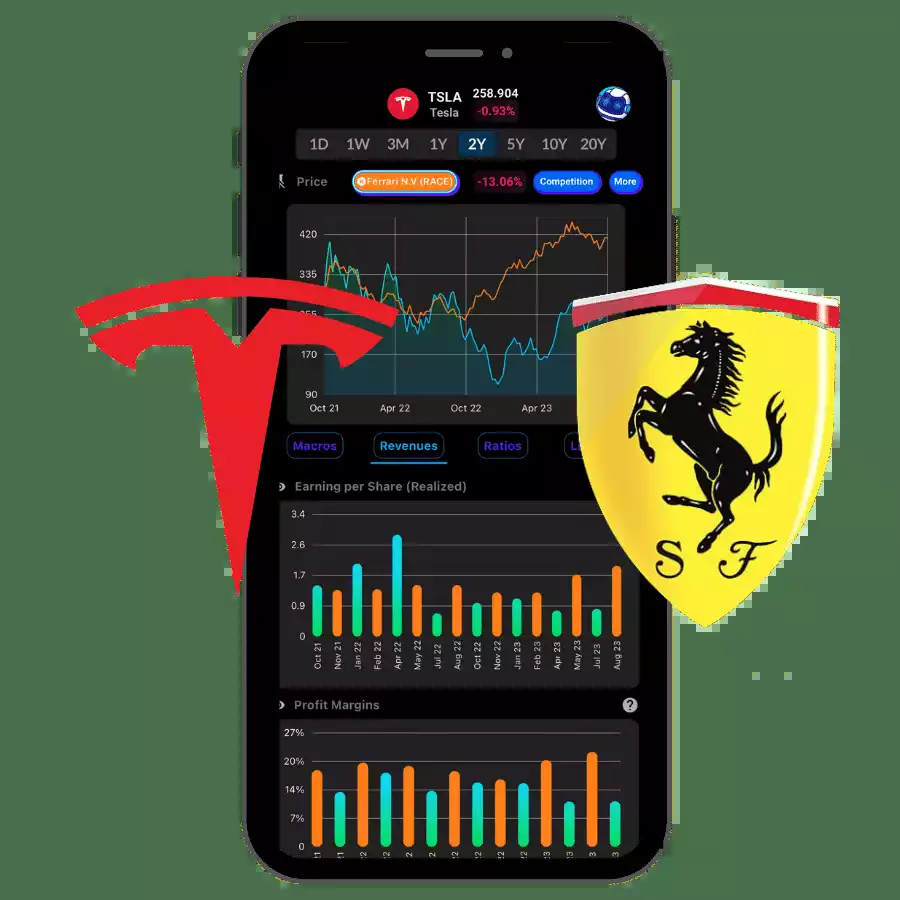 TSLA 258.904
Tesla -0.93%
1D 1W 3M 1Y 2Y 5Y 10Y 20Y
Price Ferrari N.V (RACE) -13.06% Competition More
420
335
255
170
90
Oct 21 Apr 22 Oct 22 Apr 23
Macros Revenues Ratios
Earning per Share (Realized)
3.4
2.6
1.7
0.9
0
Oct 21 Nov 21 Jan 22 Feb 22 Apr 22 May 22 Jul 22 Aug 22 Oct 22 Nov 22 Jan 23 Feb 23 Apr 23 May 23 Jul 23 Aug 23
S F
Profit Margins ?
27%
20%
14%
7%
0